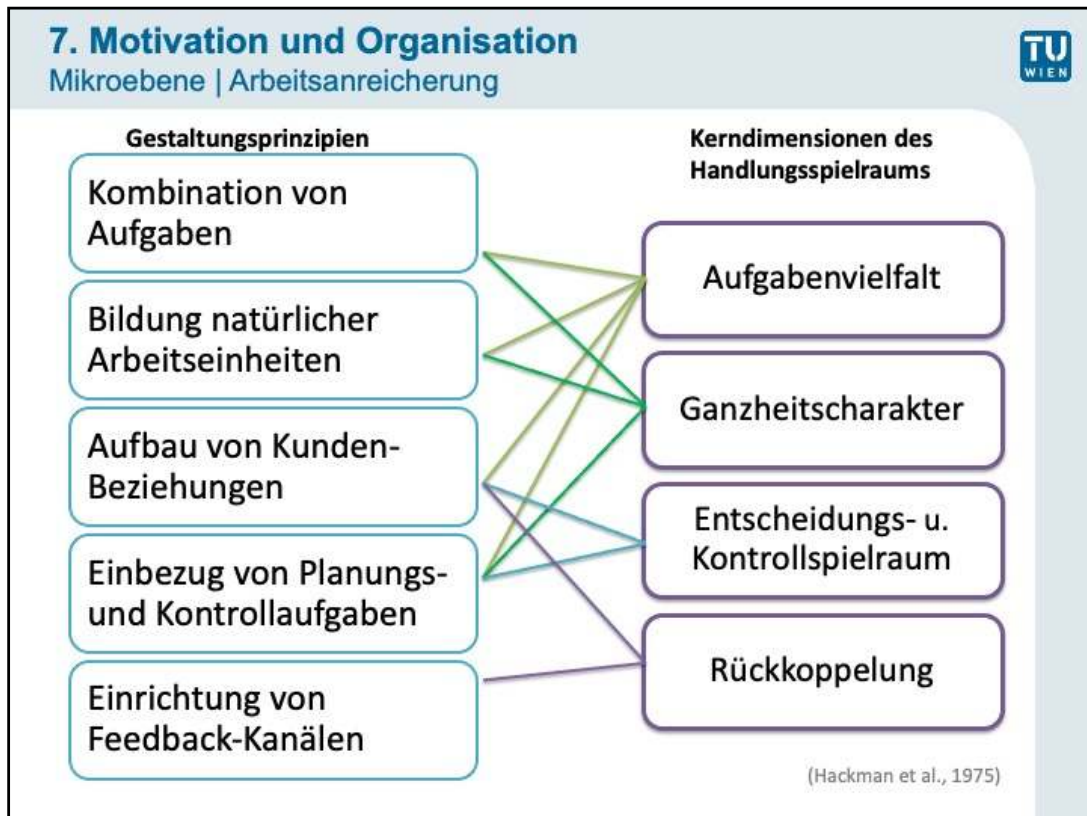 7. Motivation und Organisation
Mikroebene | Arbeitsanreicherung
TU
WIEN
Gestaltungsprinzipien
Kombination von
Aufgaben
Bildung natürlicher
Arbeitseinheiten
Aufbau von Kunden-
Beziehungen
Einbezug von Planungs-
und Kontrollaufgaben
Einrichtung von
Feedback-Kanälen
Kerndimensionen des
Handlungsspielraums
Aufgabenvielfalt
Ganzheitscharakter
Entscheidungs- u.
Kontrollspielraum
Rückkoppelung
(Hackman et al., 1975)